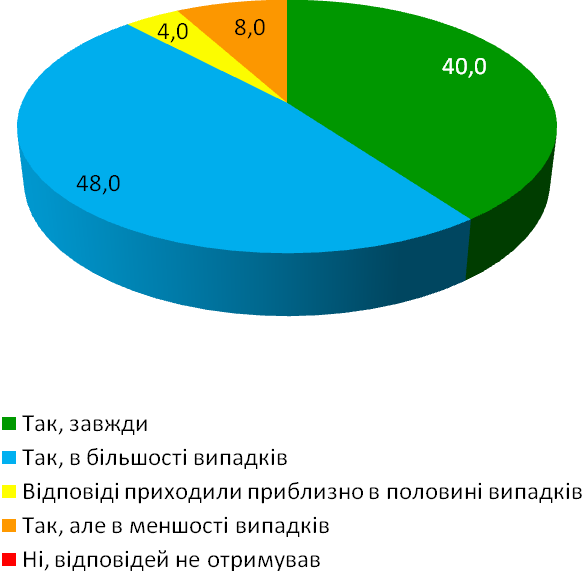 4,0
8,0
40,0
48,0
Так, завжди
Так, в більшості випадків
Відповіді приходили приблизно в половині випадків
Так, але в меншості випадків
Ні, відповідей не отримував